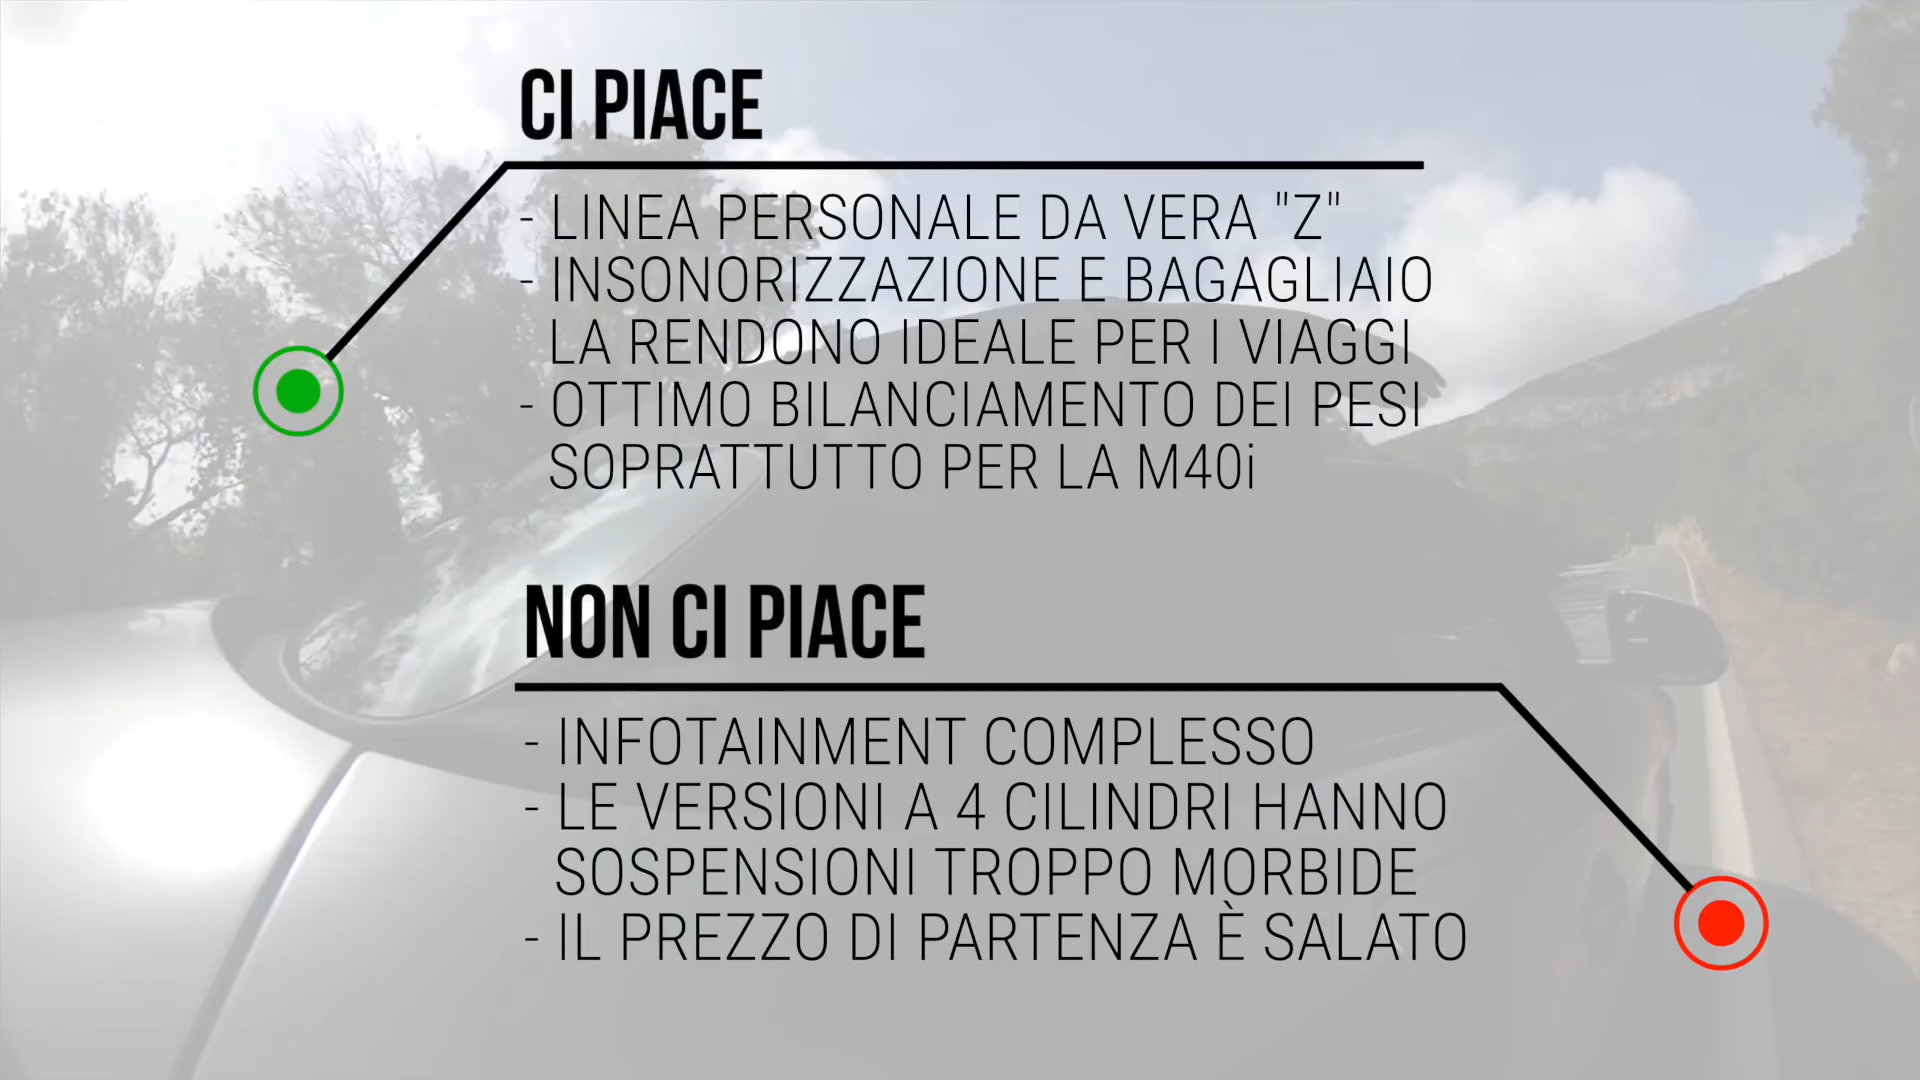 CI PIACE
- LINEA PERSONALE DA VERA "Z"
- INSONORIZZAZIONE E BAGAGLIAIO
LA RENDONO IDEALE PER I VIAGGI
- OTTIMO BILANCIAMENTO DEI PESI
SOPRATTUTTO PER LA M40i
NON CI PIACE
- INFOTAINMENT COMPLESSO
- LE VERSIONI A 4 CILINDRI HANNO
SOSPENSIONI TROPPO MORBIDE
- IL PREZZO DI PARTENZA È SALATO